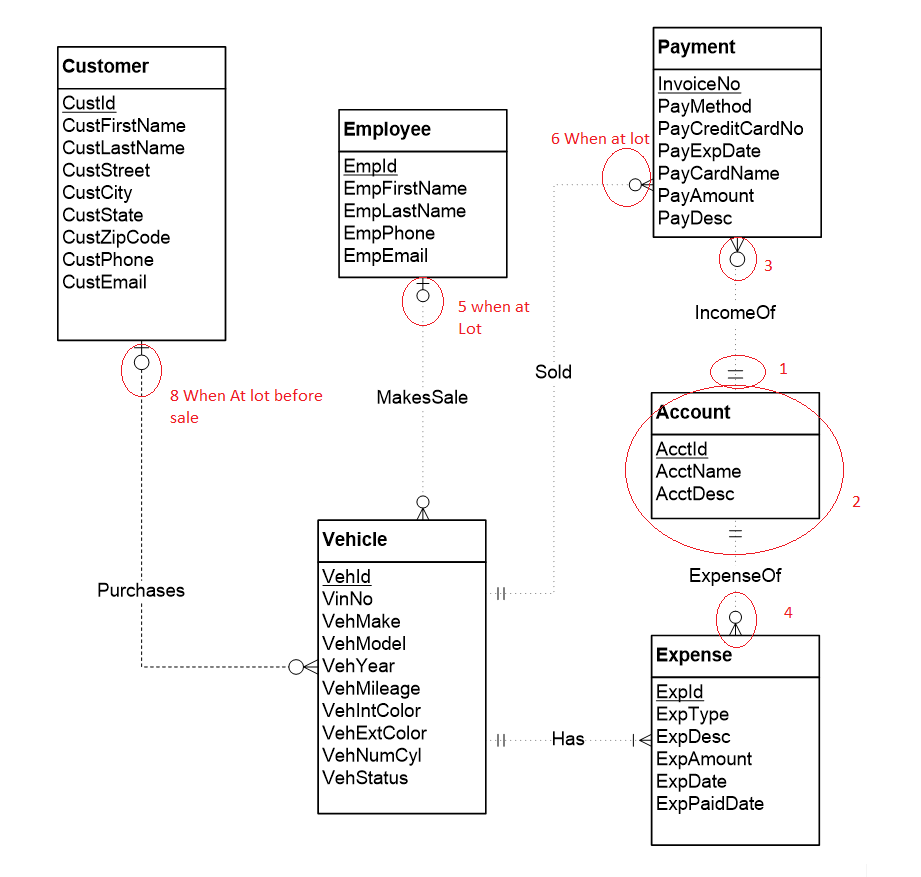 Customer
CustId
CustFirstName
CustLastName
CustStreet
CustCity
CustState
CustZipCode
CustPhone
CustEmail
8 When At lot before
sale
Employee
EmpId
EmpFirstName
EmpLastName
EmpPhone
EmpEmail
5 when at
Lot
MakesSale
Payment
InvoiceNo
PayMethod
PayCreditCardNo
PayExpDate
PayCardName
PayAmount
PayDesc
6 When at lot
3
IncomeOf
1
Sold
Account
AcctId
AcctName
AcctDesc
2
ExpenseOf
4
Purchases
Vehicle
VehId
VinNo
VehMake
VehModel
VehYear
VehMileage
VehIntColor
VehExtColor
VehNumCyl
VehStatus
Has
Expense
ExpId
ExpType
ExpDesc
ExpAmount
ExpDate
ExpPaidDate